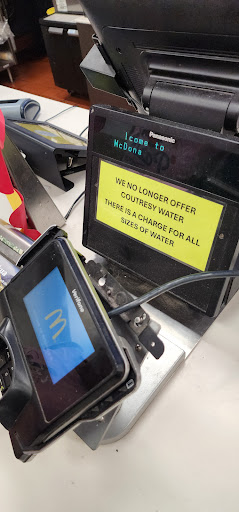 Panasonic
lcome to
McDona
WE NO LONGER OFFER
COUTRESY WATER
THERE IS A CHARGE FOR ALL
SIZES OF WATER
Verifone